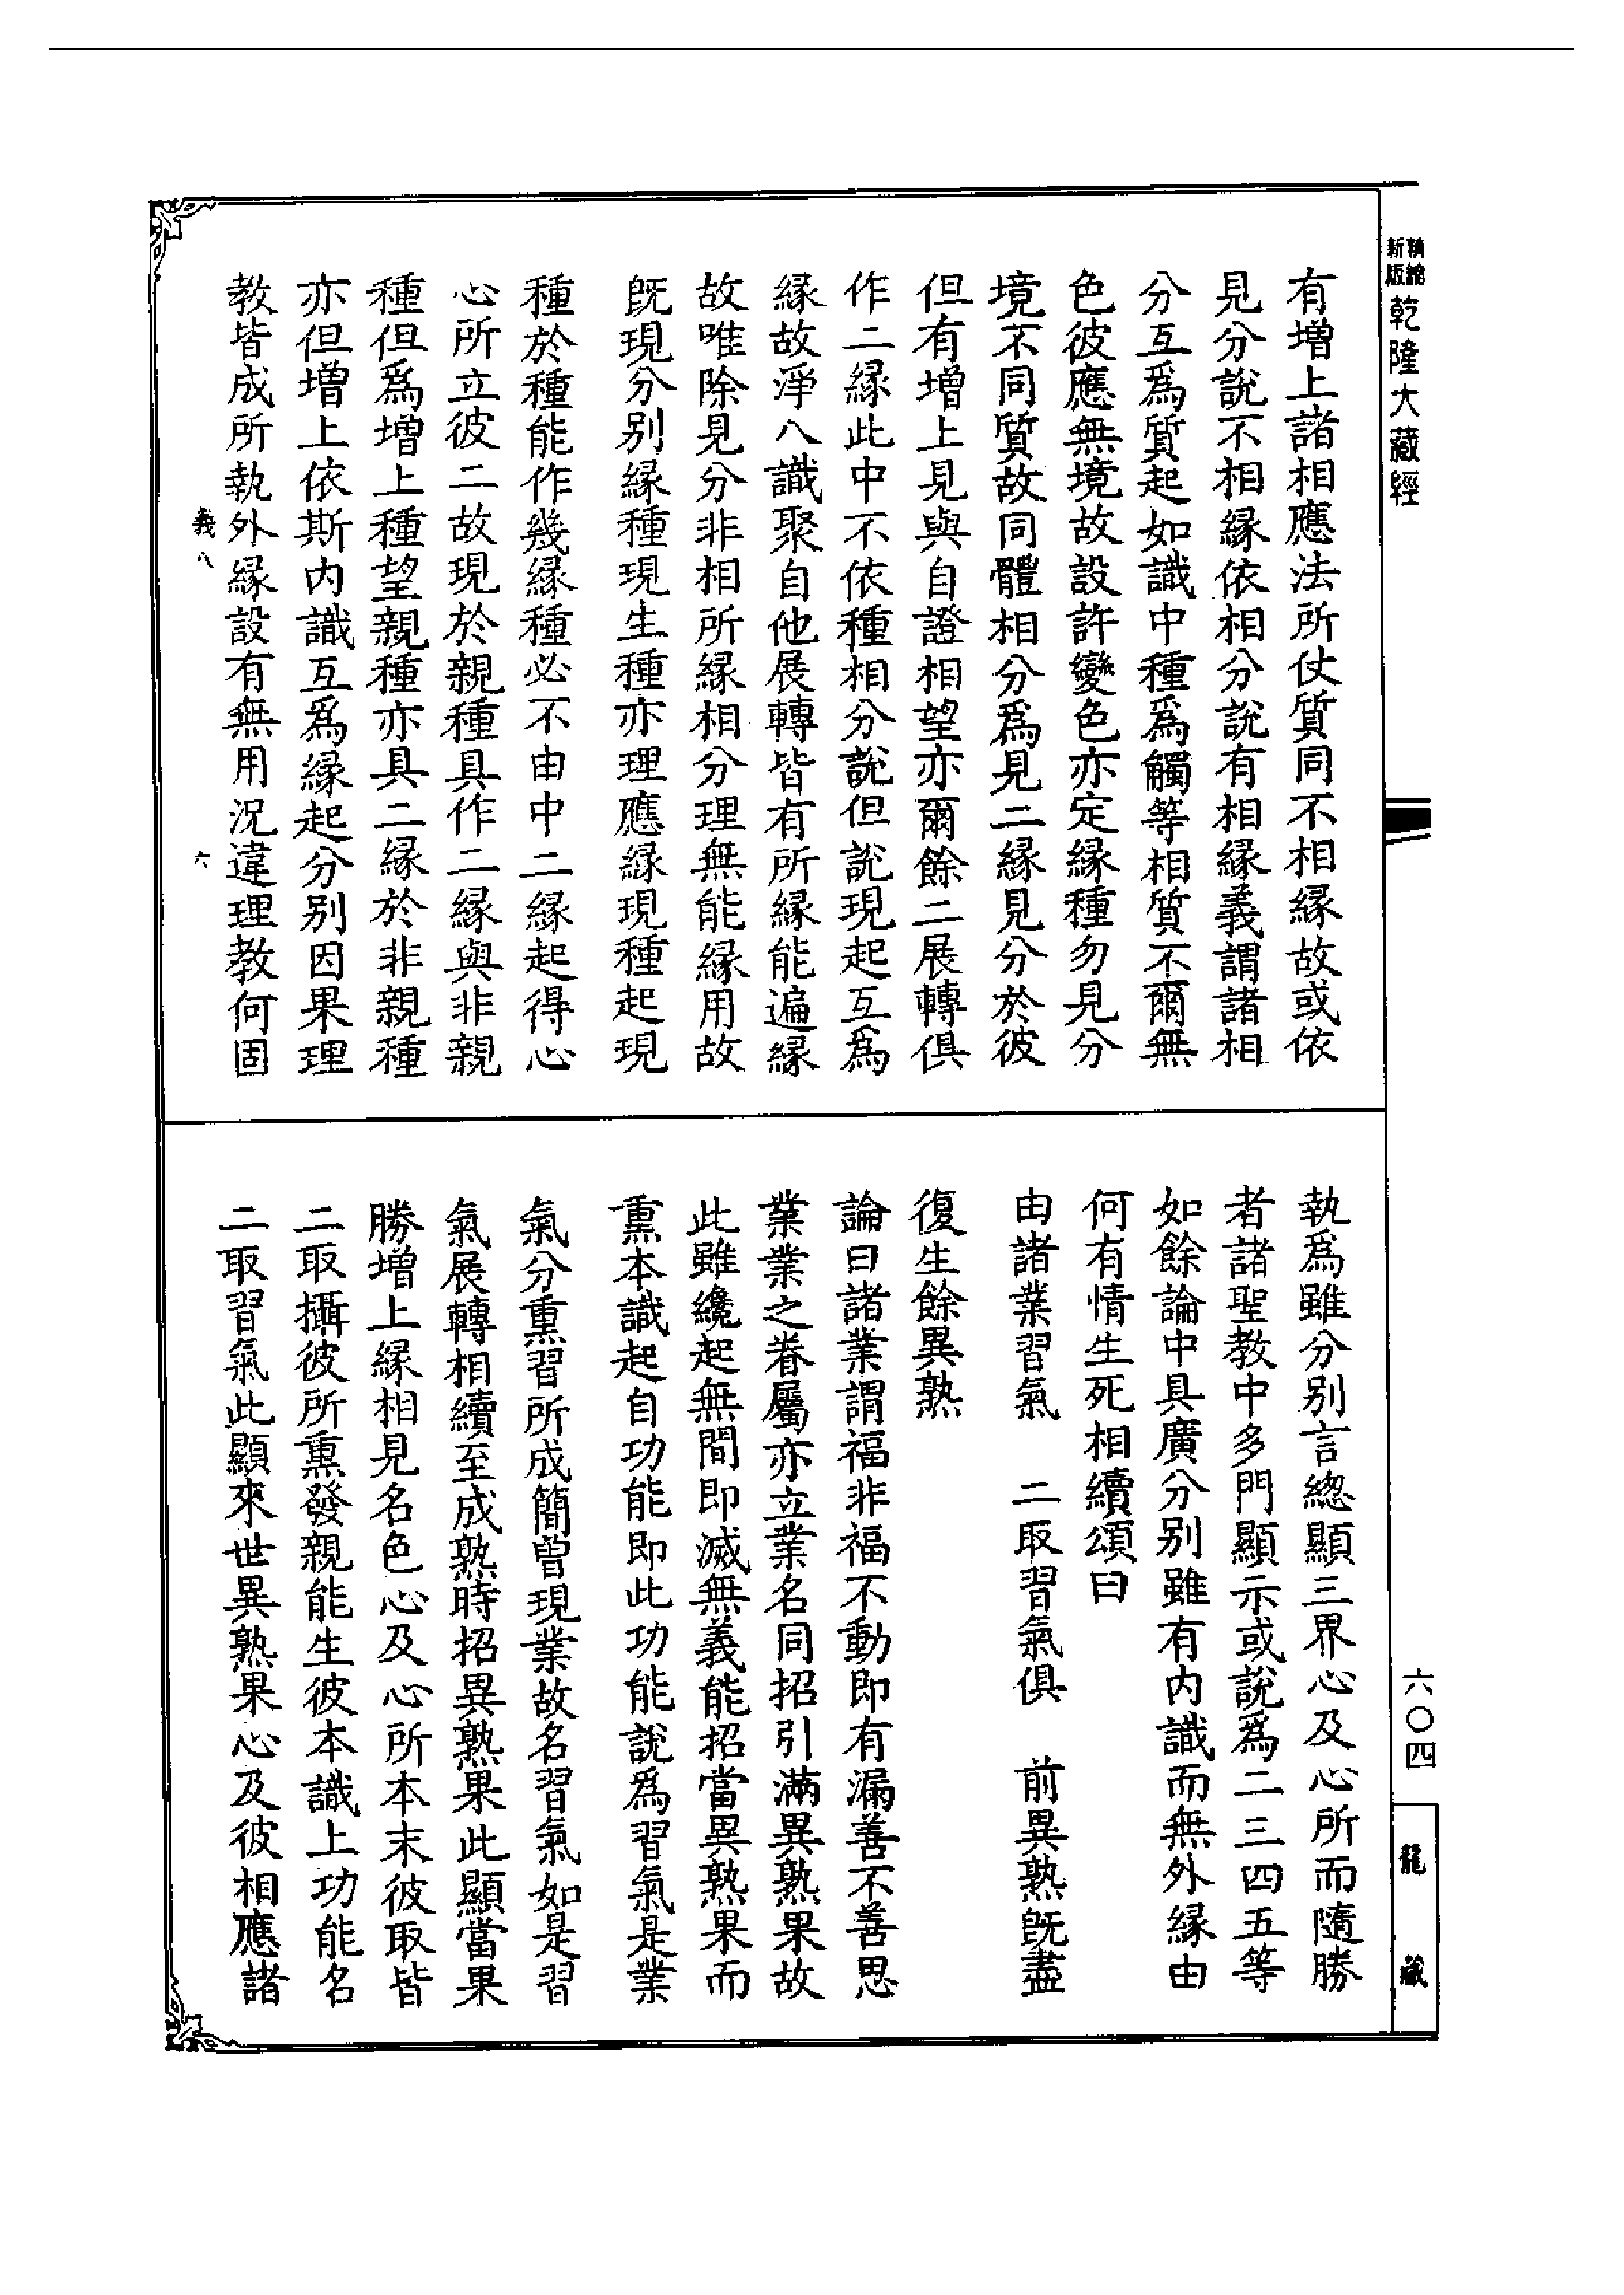 精縮
新版
乾隆大藏經
有增上諸相應法所仗質同不相緣故或依
見分說不相緣依相分說有相緣義謂諸相
分互爲質起如識中種爲觸等相質不爾無
色彼應無境故設許變色亦定緣種勿見分
境不同質故同體相分爲見二緣見分於彼
但有增上見與自證相望亦爾餘二展轉俱
作二緣此中不依種相分說但說現起互爲
緣故淨八識聚自他展轉皆有所緣能遍緣
故唯除見分非相所緣相分理無能緣用故
旣現分別緣種現生種亦理應緣現種起現
種於種能作幾緣種必不由中二緣起得心
心所立彼二故現於親種具作二緣與非親
種但爲增上種望親種亦具二緣於非親種
亦但增上依斯內識互爲緣起分別因果理
教皆成所執外緣設有無用況違理教何固
義八
六
執爲雖分別言總顯三界心及心所而隨勝
者諸聖教中多門顯示或說爲二三四五等
如餘論中具廣分別雖有內識而無外緣由
何有情生死相續頌曰
由諸業習氣　二取習氣俱　前異熟旣盡
復生餘異熟
論曰諸業謂福非福不動即有漏善不善思
業業之眷屬亦立業名同招引滿異熟果故
此雖纔起無間即滅無義能招當異熟果而
熏本識起自功能即此功能說爲習氣是業
氣分熏習所成簡曾現業故名習氣如是習
氣展轉相續至成熟時招異熟果此顯當果
勝增上緣相見名色心及心所本末彼取皆
二取攝彼所熏發親能生彼本識上功能名
二取習氣此顯來世異熟果心及彼相應諸
六〇四
龍藏